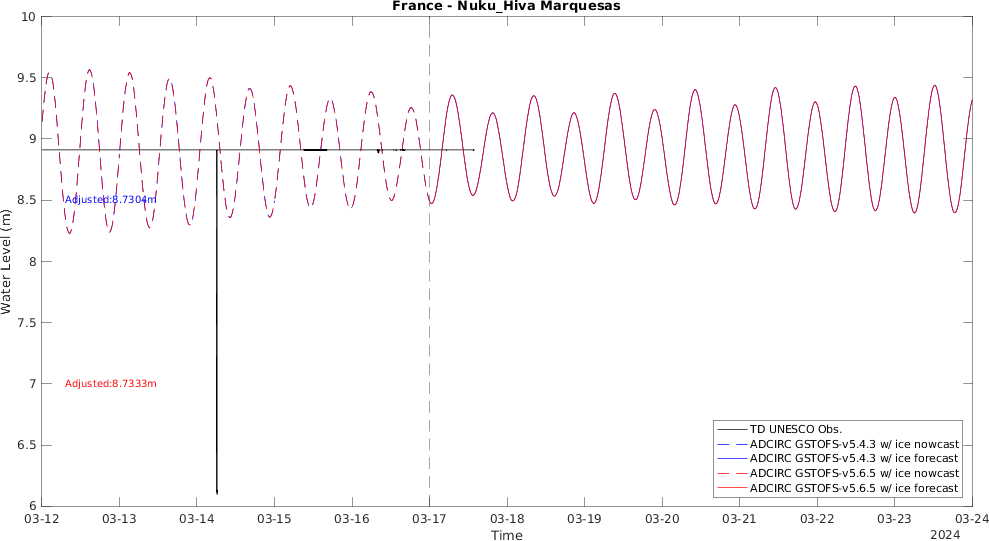 France - Nuku_Hiva Marquesas
10
9.5
9
8.5
8
7.5
7
6.5
6
Water Level (m)
Adjusted:8.7304m
Adjusted:8.7333m
TD UNESCO Obs.
ADCIRC GSTOFS-v5.4.3 w/ ice nowcast
ADCIRC GSTOFS-v5.4.3 w/ ice forecast
ADCIRC GSTOFS-v5.6.5 w/ ice nowcast
ADCIRC GSTOFS-v5.6.5 w/ ice forecast
03-12 03-13 03-14 03-15 03-16 03-17 03-18 03-19 03-20 03-21 03-22 03-23 03-24
Time
2024